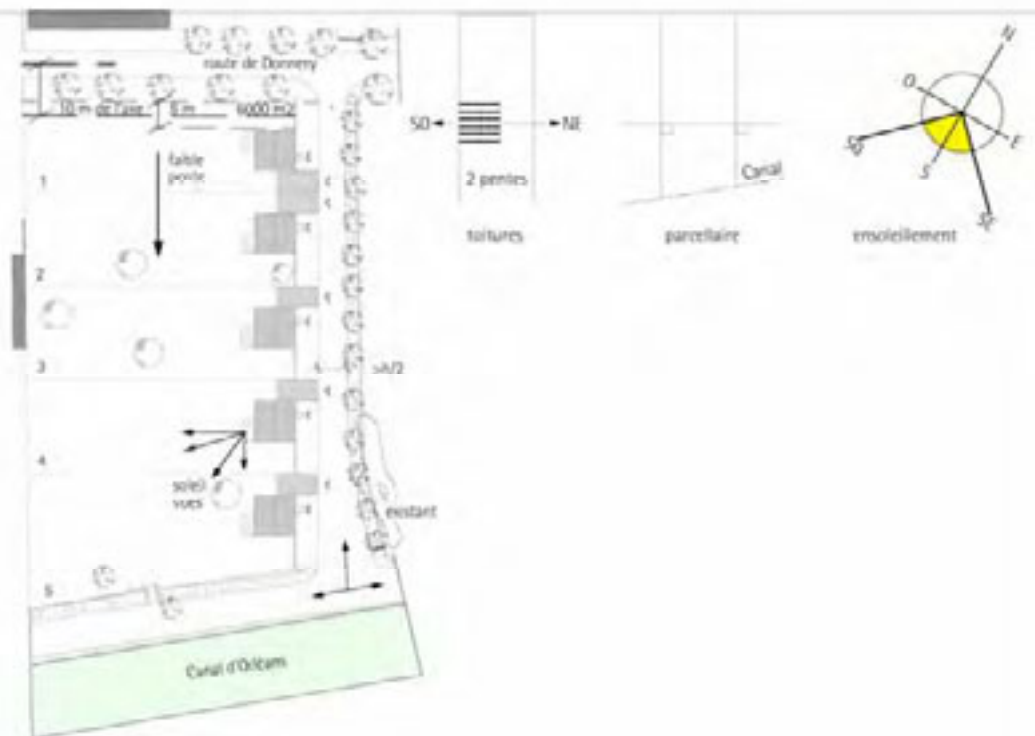 route de Donnery
10 m de l'axe
8 m
6000 m2
faible
pente
1
2
3
4
5
soleil
vues
existant
Canal d'Orléans
SO
NE
2 pentes
toitures
Canal
parcellaire
N
O
E
S
SO
SE
ensoleillement